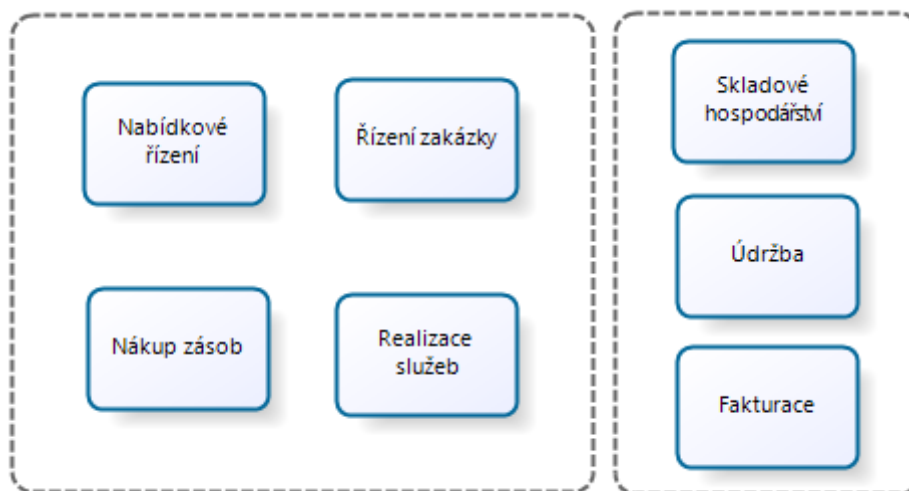 Nabídkové
řízení
Řízení zakázky
Nákup zásob
Realizace
služeb
Skladové
hospodářství
Údržba
Fakturace